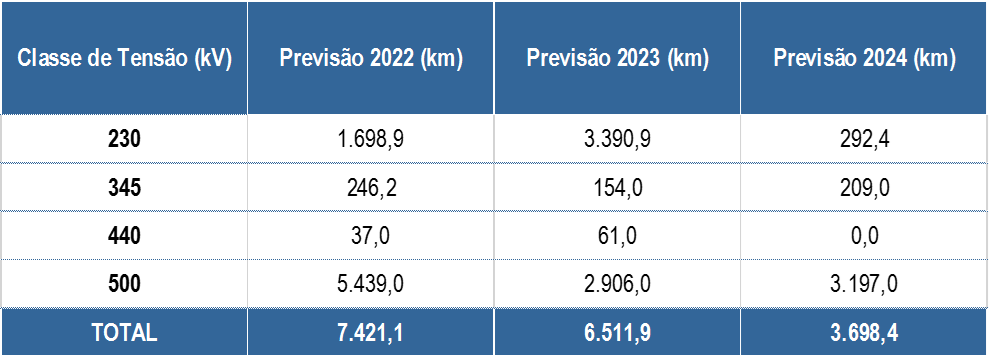 Classe de Tensão (kV) Previsão 2022 (km) Previsão 2023 (km) Previsão 2024 (km)
230 1.698,9 3.390,9 292,4
345 246,2 154,0 209,0
440 37,0 61,0 0,0
500 5.439,0 2.906,0 3.197,0
TOTAL 7.421,1 6.511,9 3.698,4